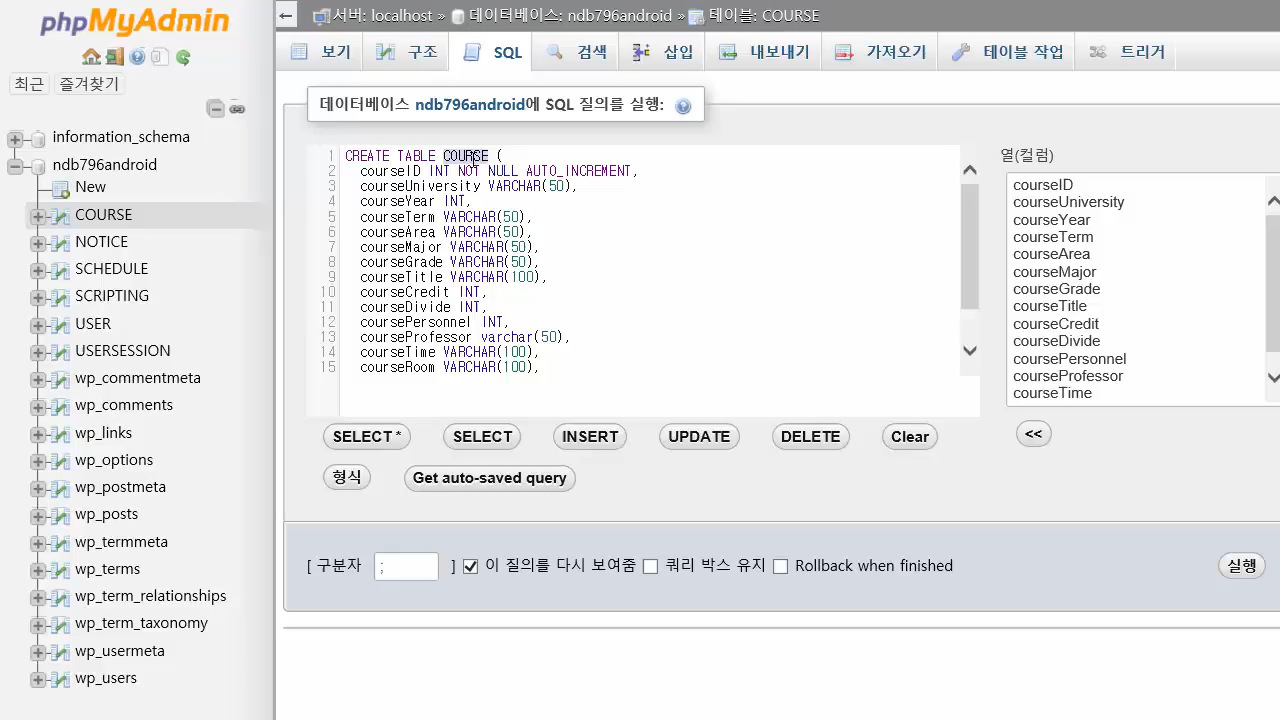 phpMyAdmin
최근 즐겨찾기
information_schema
ndb796android
New
COURSE
NOTICE
SCHEDULE
SCRIPTING
USER
USERSESSION
wp_commentmeta
wp_comments
wp_links
wp_options
wp_postmeta
wp_posts
wp_termmeta
wp_terms
wp_term_relationships
wp_term_taxonomy
wp_usermeta
wp_users
← 서버: localhost » 데이터베이스: ndb796android » 테이블: COURSE
보기 구조 SQL 검색 삽입 내보내기 가져오기 테이블 작업 트리거
데이터베이스 ndb796android에 SQL 질의를 실행:
1 CREATE TABLE COURSE (
2 courseID INT NOT NULL AUTO_INCREMENT,
3 courseUniversity VARCHAR(50),
4 courseYear INT,
5 courseTerm VARCHAR(50),
6 courseArea VARCHAR(50),
7 courseMajor VARCHAR(50),
8 courseGrade VARCHAR(50),
9 courseTitle VARCHAR(100),
10 courseCredit INT,
11 courseDivide INT,
12 coursePersonnel INT,
13 courseProfessor varchar(50),
14 courseTime VARCHAR(100),
15 courseRoom VARCHAR(100),
열(컬럼)
courseID
courseUniversity
courseYear
courseTerm
courseArea
courseMajor
courseGrade
courseTitle
courseCredit
courseDivide
coursePersonnel
courseProfessor
courseTime
<<
SELECT * SELECT INSERT UPDATE DELETE Clear
형식 Get auto-saved query
[ 구분자 ; ] 이 질의를 다시 보여줌 쿼리 박스 유지 Rollback when finished 실행